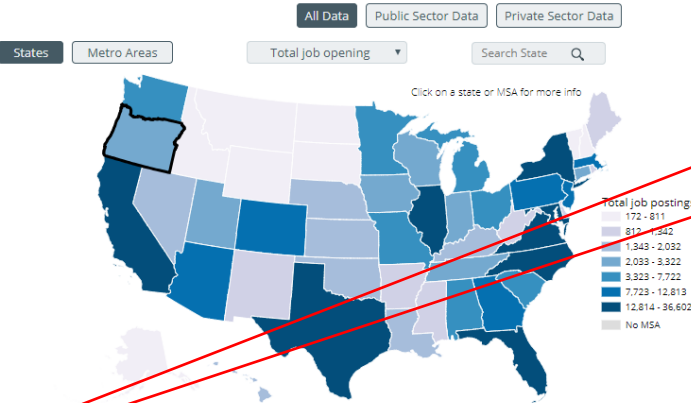 All Data Public Sector Data Private Sector Data
States Metro Areas Total job opening Search State
Click on a state or MSA for more info
Total job postings
172 - 811
812 - 1,342
1,343 - 2,032
2,033 - 3,322
3,323 - 7,722
7,723 - 12,813
12,814 - 36,602
No MSA